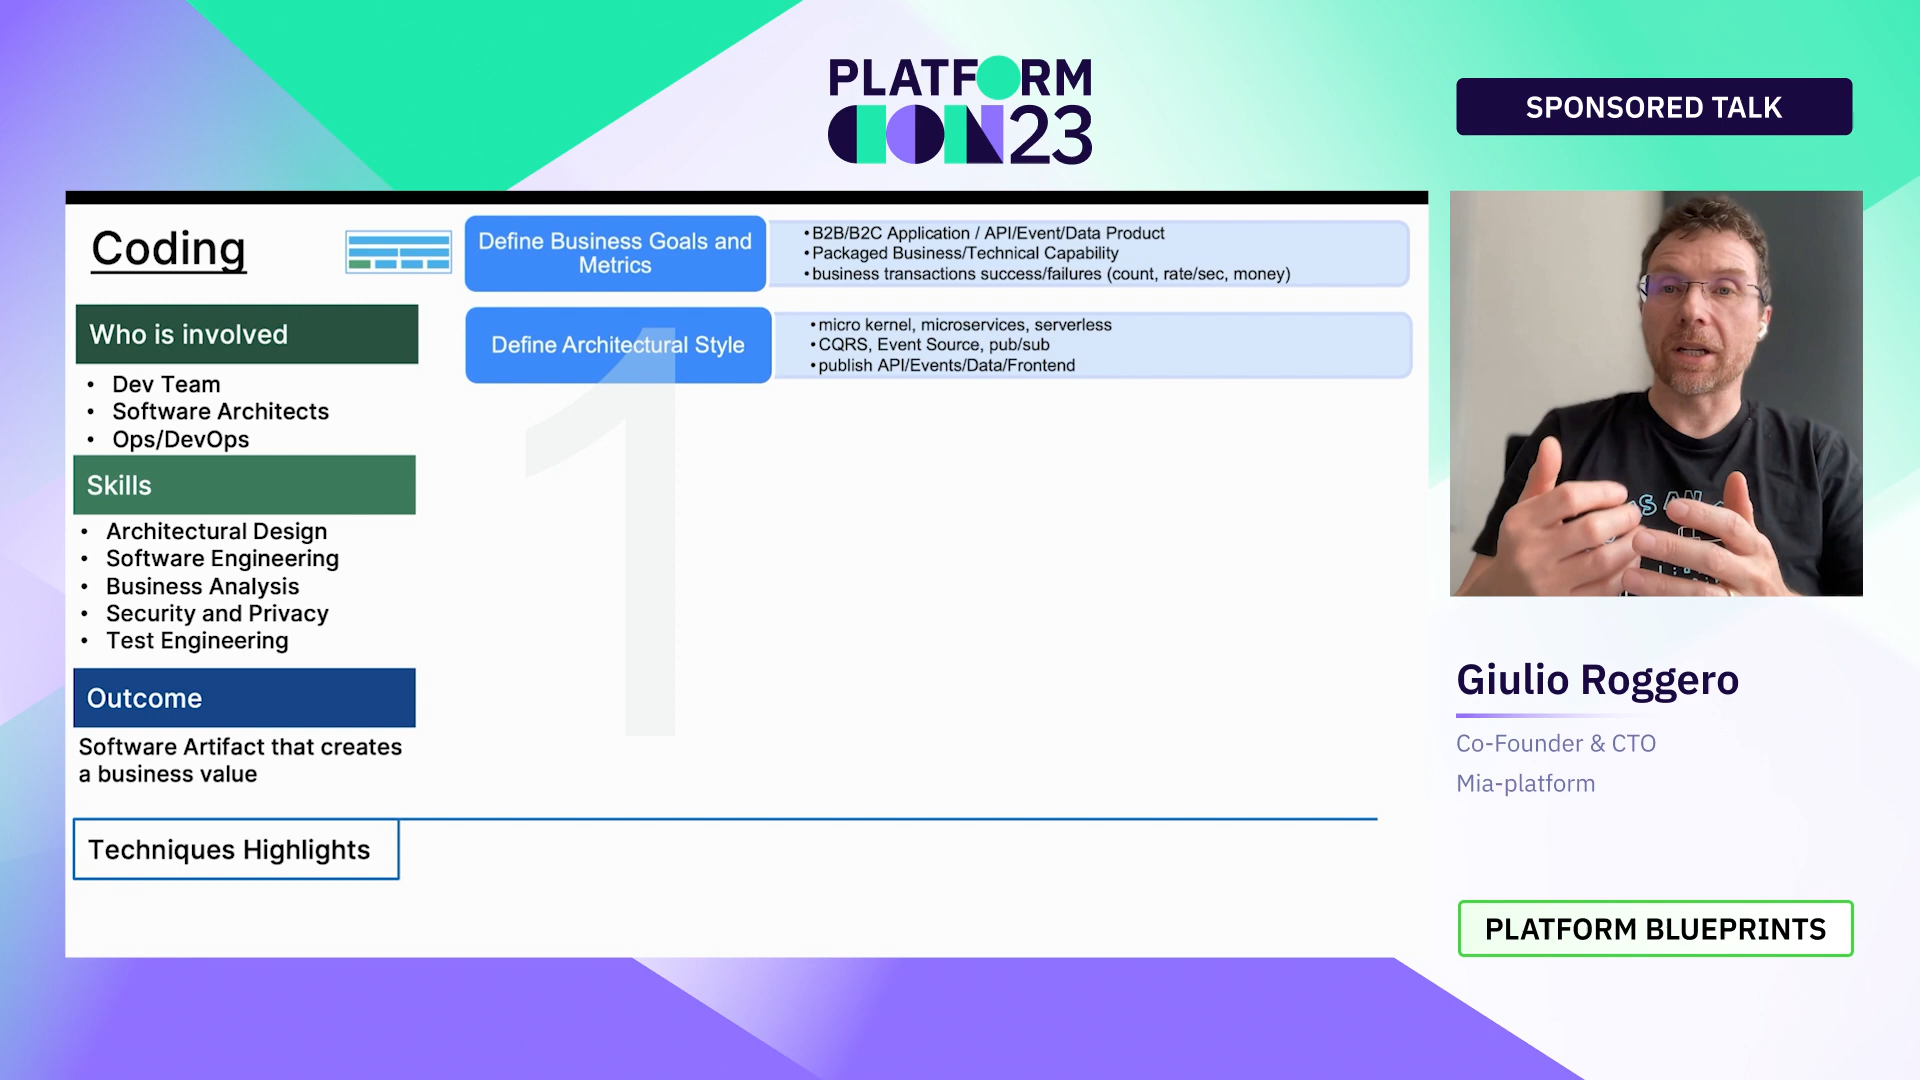 PLATFORM
CON23
SPONSORED TALK
Coding
Define Business Goals and
Metrics
•B2B/B2C Application / API/Event/Data Product
•Packaged Business/Technical Capability
•business transactions success/failures (count, rate/sec, money)
Who is involved
• Dev Team
• Software Architects
• Ops/DevOps
Define Architectural Style
•micro kernel, microservices, serverless
•CQRS, Event Source, pub/sub
•publish API/Events/Data/Frontend
1
Skills
• Architectural Design
• Software Engineering
• Business Analysis
• Security and Privacy
• Test Engineering
Outcome
Software Artifact that creates
a business value
Techniques Highlights
AN
Giulio Roggero
Co-Founder & CTO
Mia-platform
PLATFORM BLUEPRINTS